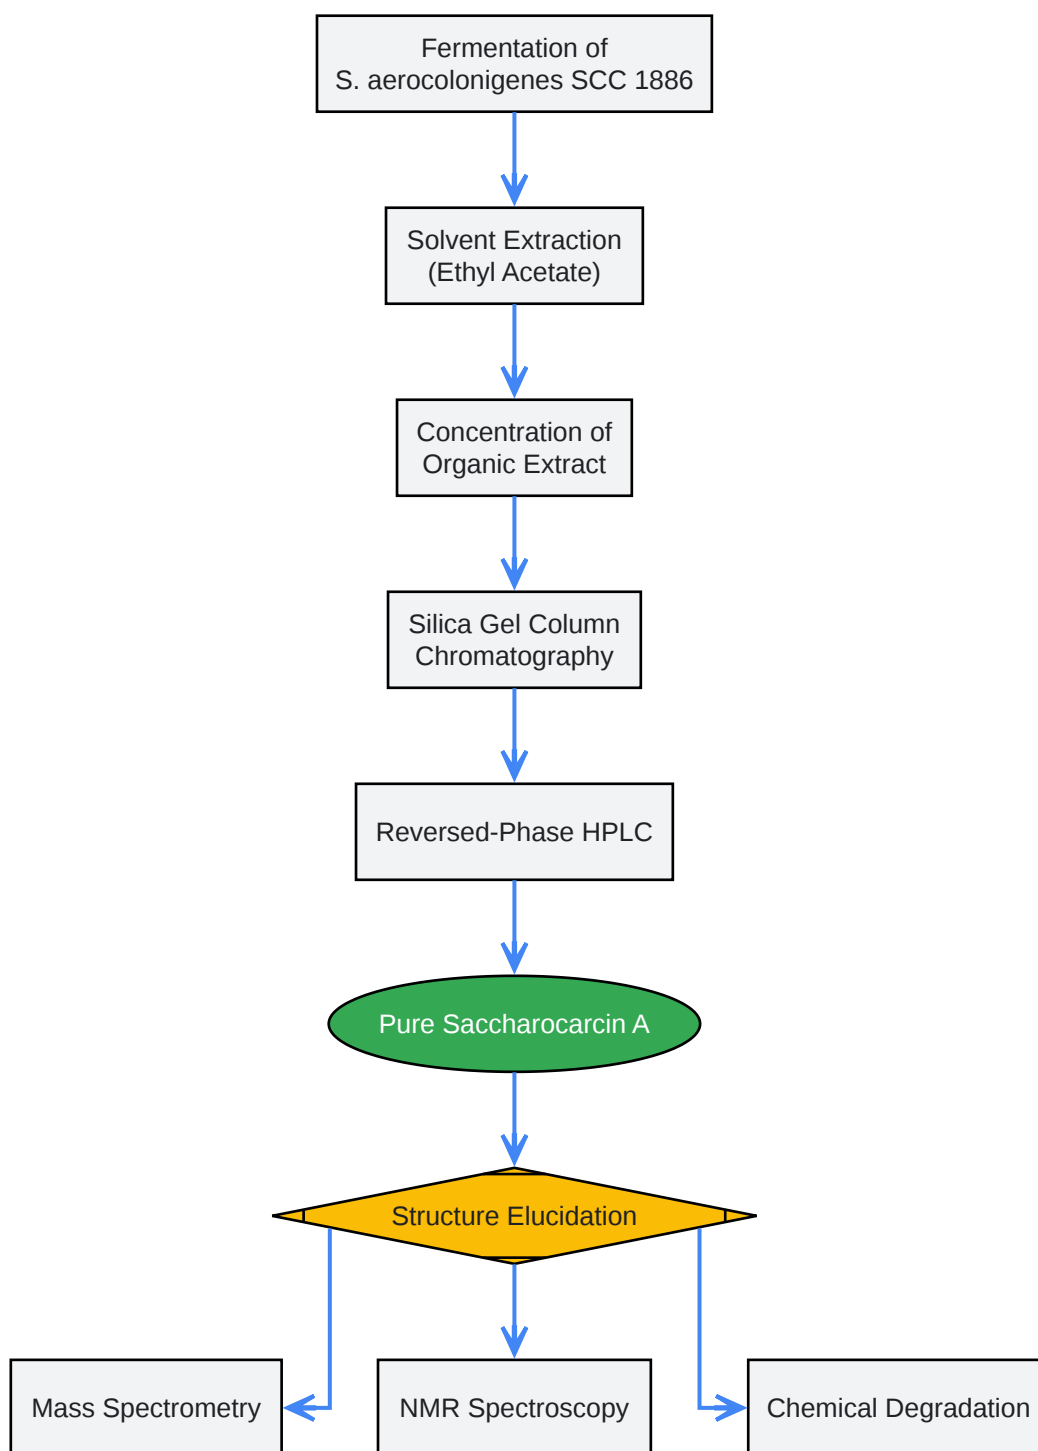 Fermentation of
S. aerocolonigenes SCC 1886
Solvent Extraction
(Ethyl Acetate)
Concentration of
Organic Extract
Silica Gel Column
Chromatography
Reversed-Phase HPLC
Pure Saccharocarcin A
Structure Elucidation
Mass Spectrometry
NMR Spectroscopy
Chemical Degradation